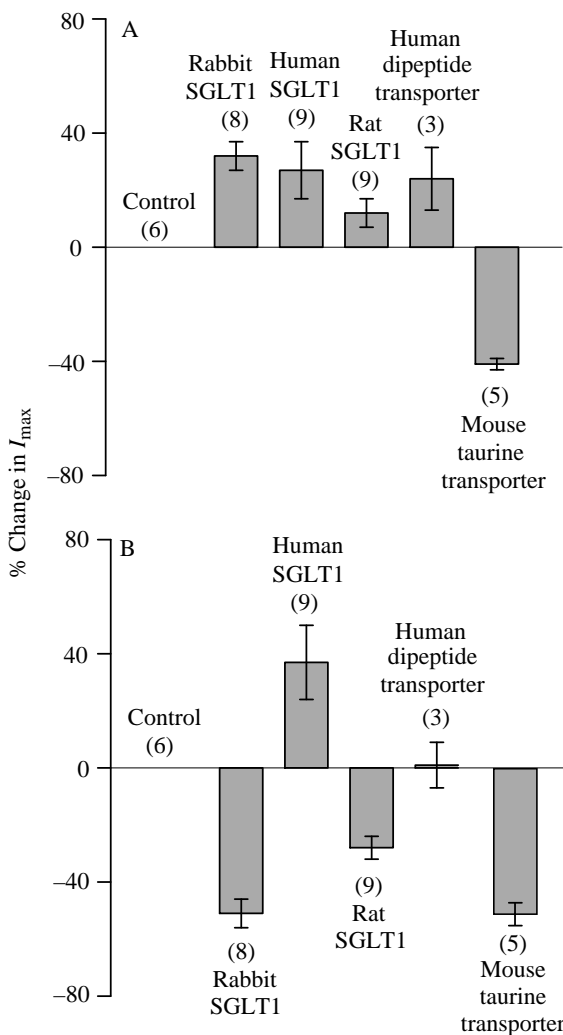 % Change in Imax
A
80
40
0
–40
–80
Control
(6)
Rabbit
SGLT1
(8)
Human
SGLT1
(9)
Rat
SGLT1
(9)
Human
dipeptide
transporter
(3)
(5)
Mouse
taurine
transporter
B
80
40
0
–40
–80
Control
(6)
(8)
Rabbit
SGLT1
Human
SGLT1
(9)
(9)
Rat
SGLT1
Human
dipeptide
transporter
(3)
(5)
Mouse
taurine
transporter